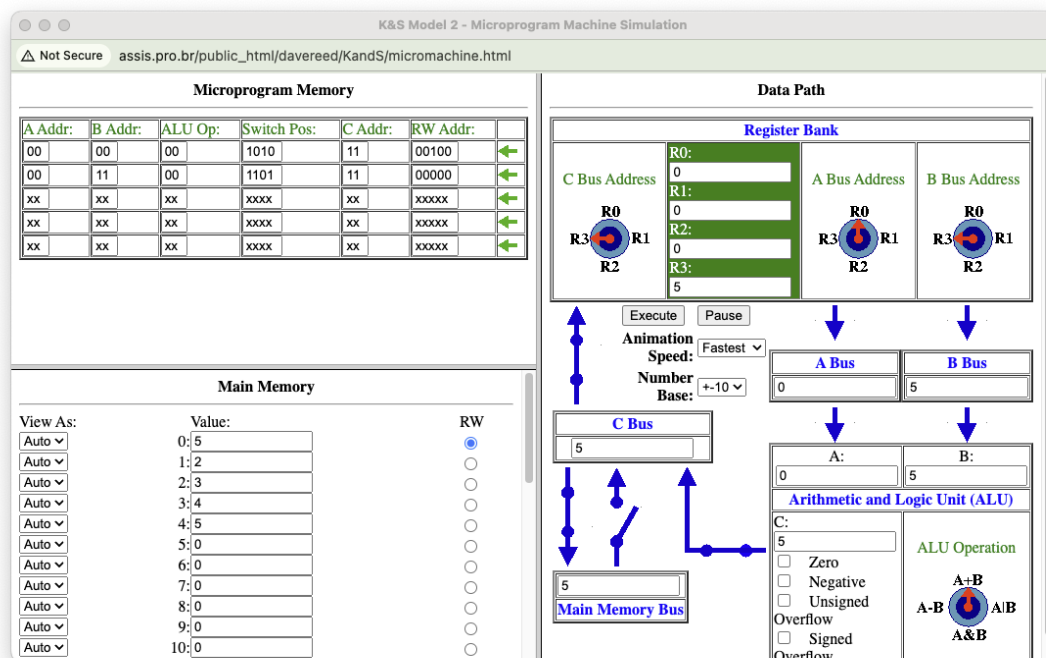 K&S Model 2 - Microprogram Machine Simulation
Not Secure assis.pro.br/public_html/davereed/KandS/micromachine.html
Microprogram Memory
A Addr: B Addr: ALU Op: Switch Pos: C Addr: RW Addr:
00 00 00 1010 11 00100
00 11 00 1101 11 00000
xx xx xx xxxx xx xxxxx
xx xx xx xxxx xx xxxxx
xx xx xx xxxx xx xxxxx
Main Memory
View As: Value: RW
Auto 0: 5
Auto 1: 2
Auto 2: 3
Auto 3: 4
Auto 4: 5
Auto 5: 0
Auto 6: 0
Auto 7: 0
Auto 8: 0
Auto 9: 0
Auto 10: 0
Data Path
Register Bank
C Bus Address
R0
R3 R1
R2
R0:
0
R1:
0
R2:
0
R3:
5
A Bus Address
R0
R3 R1
R2
B Bus Address
R0
R3 R1
R2
Execute Pause
Animation
Speed: Fastest
Number
Base: +-10
A Bus
0
B Bus
5
C Bus
5
5
Main Memory Bus
A:
0
B:
5
Arithmetic and Logic Unit (ALU)
C:
5
Zero
Negative
Unsigned
Overflow
Signed
Overflow
ALU Operation
A+B
A-B A|B
A&B